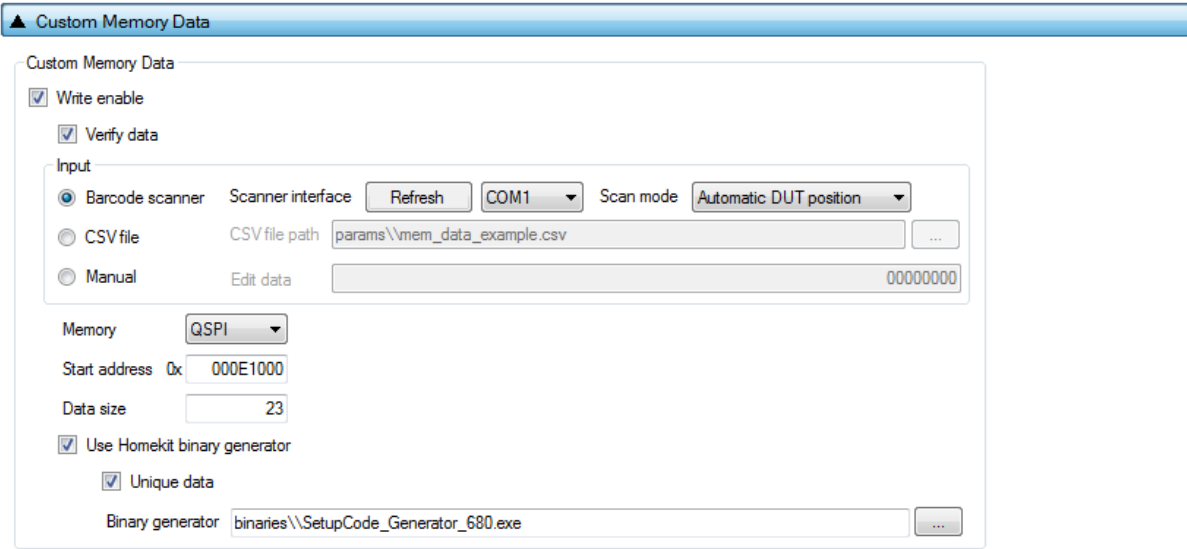 Custom Memory Data
Custom Memory Data
Write enable
Verify data
Input
Barcode scanner Scanner interface Refresh COM1 Scan mode Automatic DUT position
CSV file CSV file path params\\mem_data_example.csv ...
Manual Edit data 00000000
Memory QSPI
Start address 0x 000E1000
Data size 23
Use Homekit binary generator
Unique data
Binary generator binaries\\SetupCode_Generator_680.exe ...